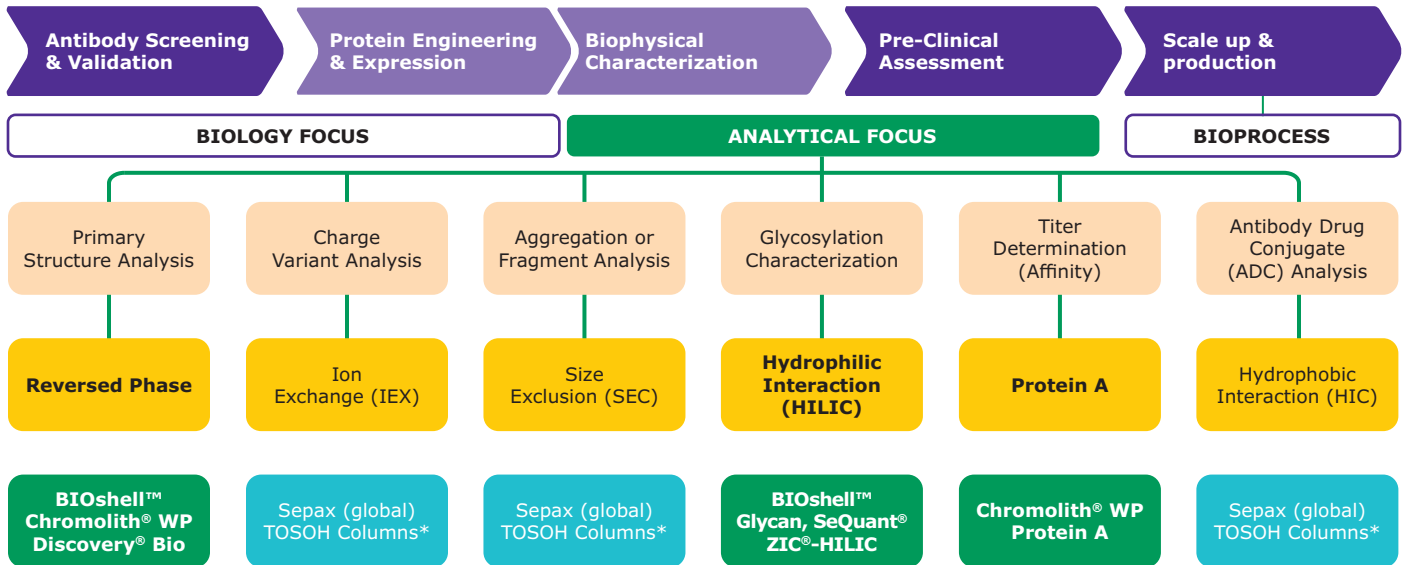 Antibody Screening
& Validation
Protein Engineering
& Expression
Biophysical
Characterization
Pre-Clinical
Assessment
Scale up &
production
BIOLOGY FOCUS
ANALYTICAL FOCUS
BIOPROCESS
Primary
Structure Analysis
Charge
Variant Analysis
Aggregation or
Fragment Analysis
Glycosylation
Characterization
Titer
Determination
(Affinity)
Antibody Drug
Conjugate
(ADC) Analysis
Reversed Phase
Ion
Exchange (IEX)
Size
Exclusion (SEC)
Hydrophilic
Interaction
(HILIC)
Protein A
Hydrophobic
Interaction (HIC)
BIOshell™
Chromolith® WP
Discovery® Bio
Sepax (global)
TOSOH Columns*
Sepax (global)
TOSOH Columns*
BIOshell™
Glycan, SeQuant®
ZIC®-HILIC
Chromolith® WP
Protein A
Sepax (global)
TOSOH Columns*